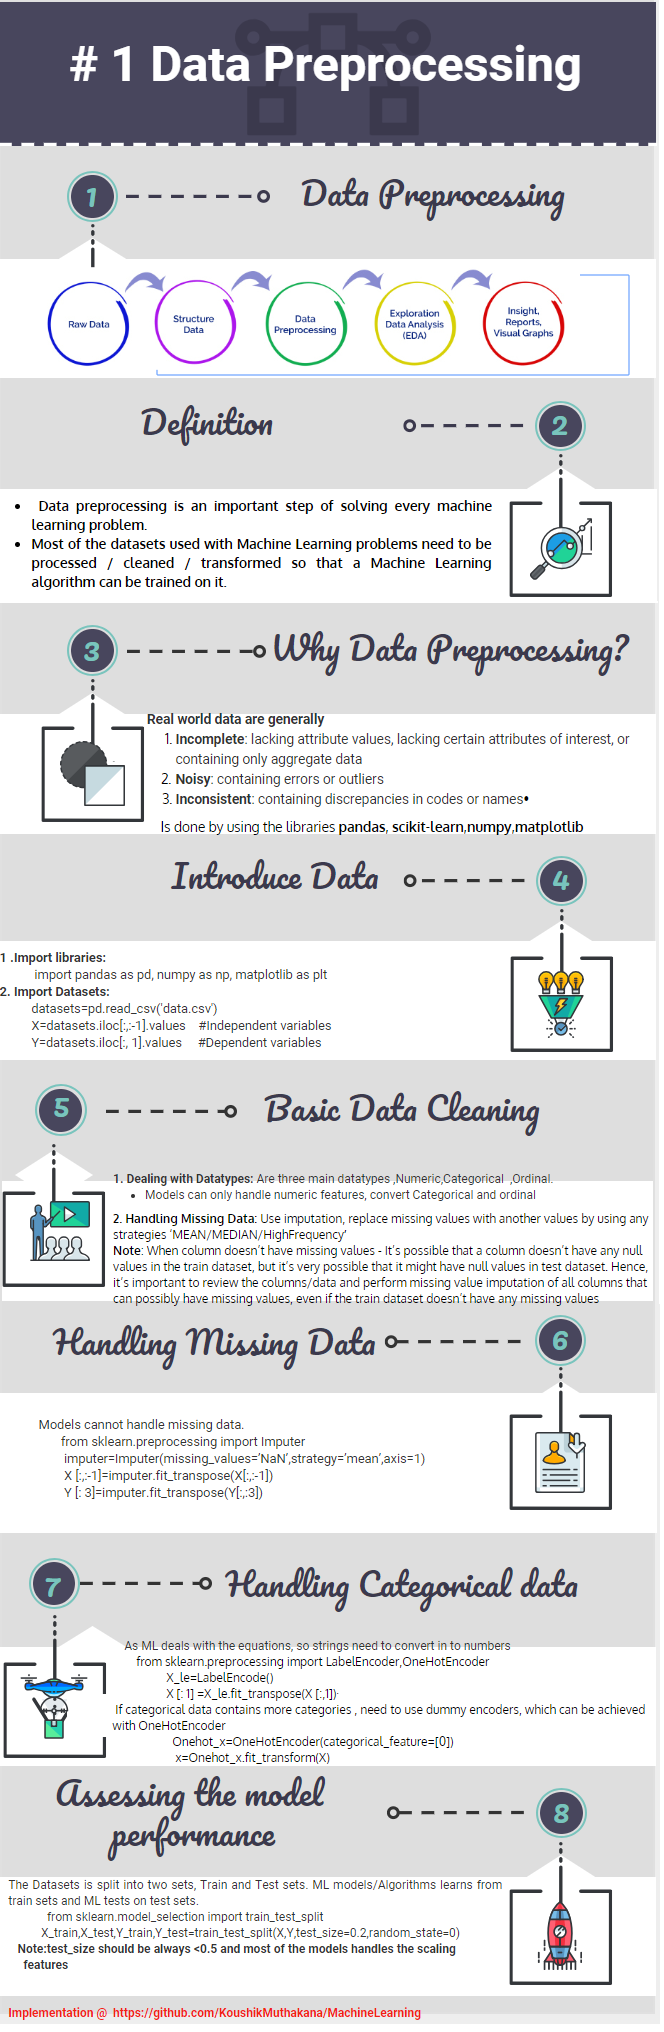 # 1 Data Preprocessing
1
Data Preprocessing
Raw Data
Structure
Data
Data
Preprocessing
Exploration
Data Analysis
(EDA)
Insight,
Reports,
Visual Graphs
Definition
2
• Data preprocessing is an important step of solving every machine
learning problem.
• Most of the datasets used with Machine Learning problems need to be
processed / cleaned / transformed so that a Machine Learning
algorithm can be trained on it.
3
Why Data Preprocessing?
Real world data are generally
1. Incomplete: lacking attribute values, lacking certain attributes of interest, or
containing only aggregate data
2. Noisy: containing errors or outliers
3. Inconsistent: containing discrepancies in codes or names•
Is done by using the libraries pandas, scikit-learn,numpy,matplotlib
Introduce Data
4
1 .Import libraries:
import pandas as pd, numpy as np, matplotlib as plt
2. Import Datasets:
datasets=pd.read_csv('data.csv')
X=datasets.iloc[:,:-1].values #Independent variables
Y=datasets.iloc[:, 1].values #Dependent variables
5
Basic Data Cleaning
1. Dealing with Datatypes: Are three main datatypes ,Numeric,Categorical ,Ordinal.
• Models can only handle numeric features, convert Categorical and ordinal
2. Handling Missing Data: Use imputation, replace missing values with another values by using any
strategies ‘MEAN/MEDIAN/HighFrequency’
Note: When column doesn’t have missing values - It’s possible that a column doesn’t have any null
values in the train dataset, but it’s very possible that it might have null values in test dataset. Hence,
it’s important to review the columns/data and perform missing value imputation of all columns that
can possibly have missing values, even if the train dataset doesn’t have any missing values
Handling Missing Data
6
Models cannot handle missing data.
from sklearn.preprocessing import Imputer
imputer=Imputer(missing_values=’NaN’,strategy=’mean’,axis=1)
X [:,:-1]=imputer.fit_transpose(X[:,:-1])
Y [: 3]=imputer.fit_transpose(Y[:,:3])
7
Handling Categorical data
As ML deals with the equations, so strings need to convert in to numbers
from sklearn.preprocessing import LabelEncoder,OneHotEncoder
X_le=LabelEncode()
X [: 1] =X_le.fit_transpose(X [:,1])·
If categorical data contains more categories , need to use dummy encoders, which can be achieved
with OneHotEncoder
Onehot_x=OneHotEncoder(categorical_feature=[0])
x=Onehot_x.fit_transform(X)
Assessing the model
performance
8
The Datasets is split into two sets, Train and Test sets. ML models/Algorithms learns from
train sets and ML tests on test sets.
from sklearn.model_selection import train_test_split
X_train,X_test,Y_train,Y_test=train_test_split(X,Y,test_size=0.2,random_state=0)
Note:test_size should be always <0.5 and most of the models handles the scaling
features
Implementation @ https://github.com/KoushikMuthakana/MachineLearning